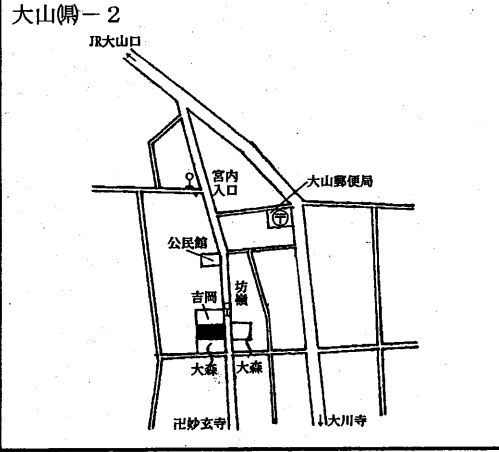 大山(県)-2
JR大山口
宮内
入口
大山郵便局
〒
公民館
坊領
吉岡
大森
大森
卍妙玄寺
↓大川寺